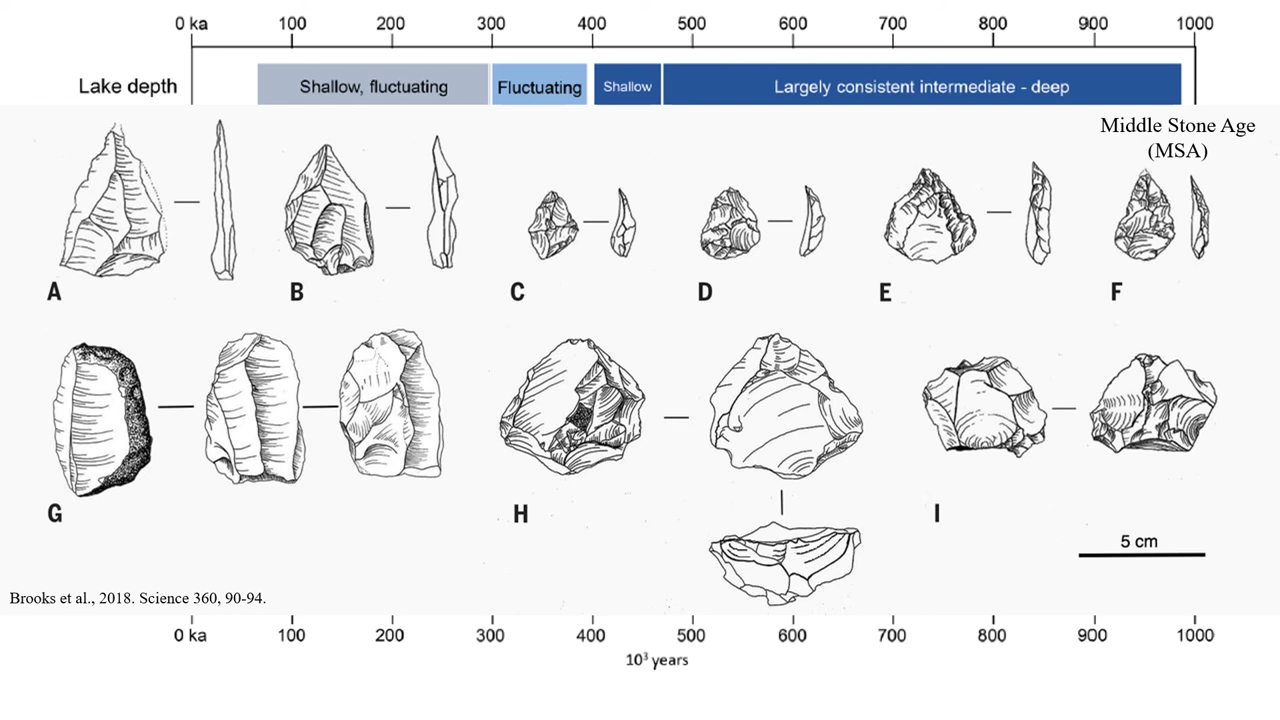 0 ka 100 200 300 400 500 600 700 800 900 1000
Lake depth Shallow, fluctuating Fluctuating Shallow Largely consistent intermediate - deep
Middle Stone Age
(MSA)
A B C D E F
G H I
5 cm
Brooks et al., 2018. Science 360, 90-94.
0 ka 100 200 300 400 500 600 700 800 900 1000
10³ years